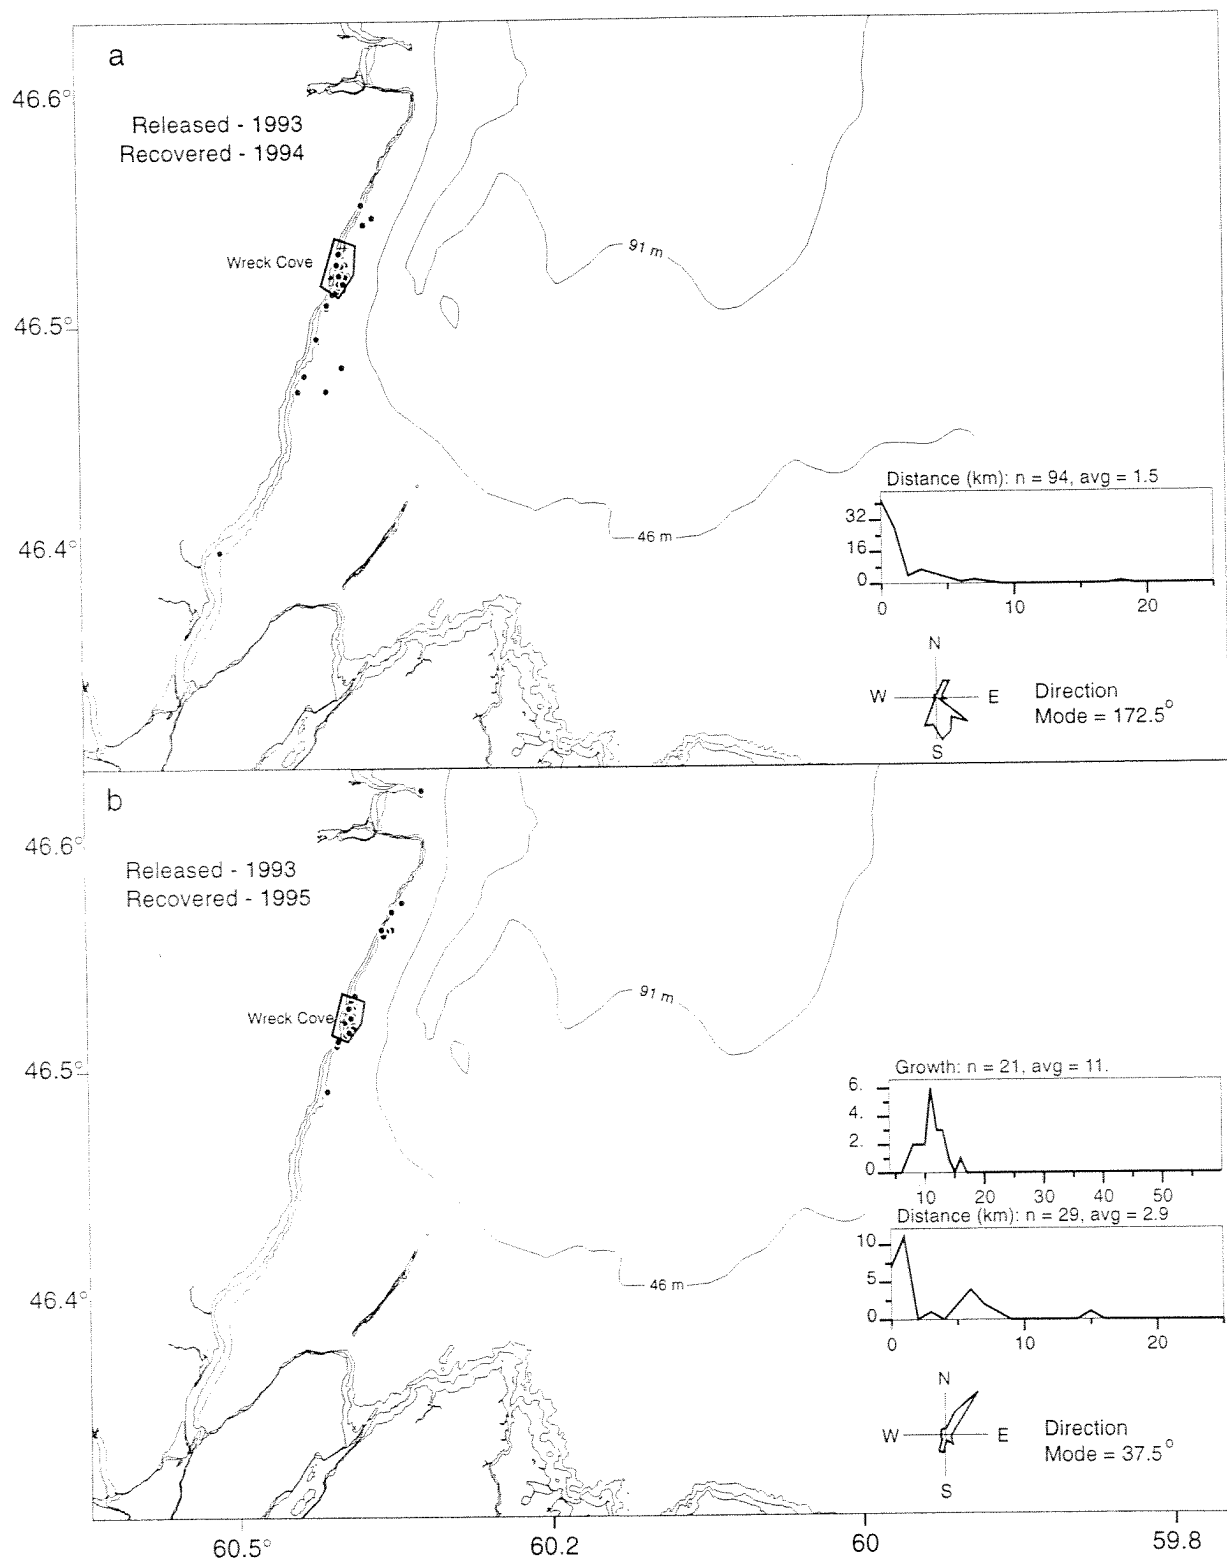 a
46.6°
Released - 1993
Recovered - 1994
Wreck Cove
91 m
46.5°
46.4°
46 m
Distance (km): n = 94, avg = 1.5
32
16
0
0 10 20
N
W E
S
Direction
Mode = 172.5°
b
46.6°
Released - 1993
Recovered - 1995
Wreck Cove
91 m
46.5°
46.4°
46 m
Growth: n = 21, avg = 11.
6.
4.
2.
0
10 20 30 40 50
Distance (km): n = 29, avg = 2.9
10
5
0
0 10 20
N
W E
S
Direction
Mode = 37.5°
60.5° 60.2 60 59.8